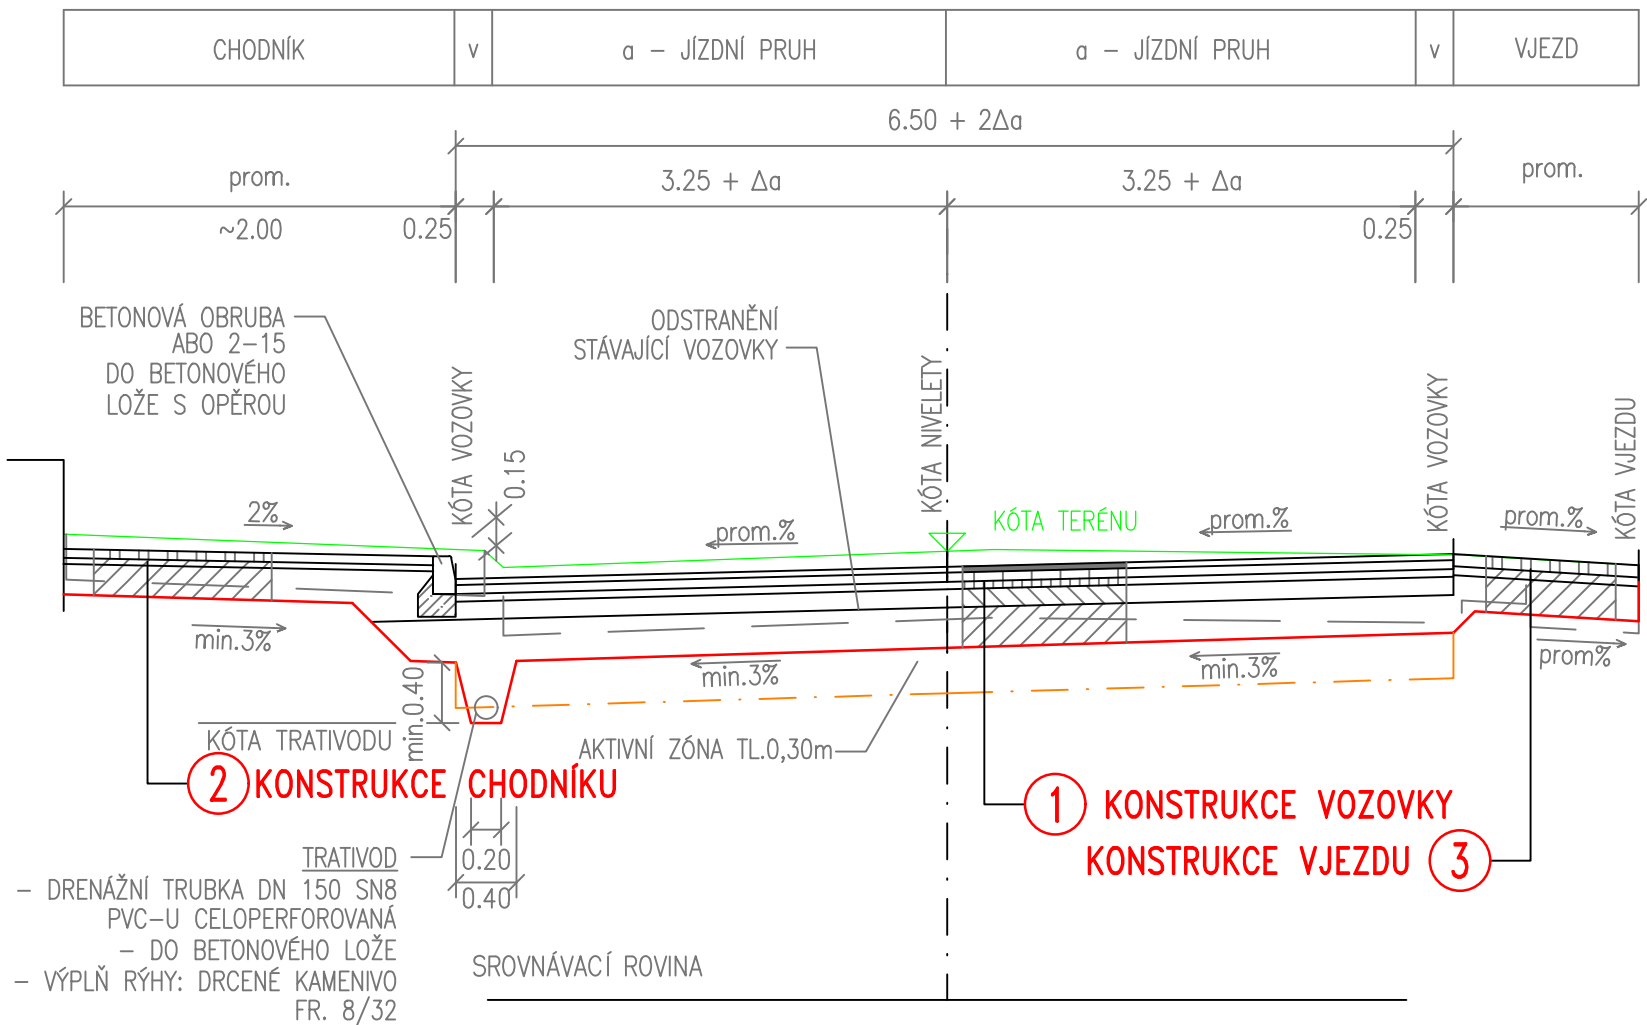 CHODNÍK
v
a – JÍZDNÍ PRUH
a – JÍZDNÍ PRUH
v
VJEZD
6.50 + 2Δa
prom.
3.25 + Δa
3.25 + Δa
prom.
~2.00
0.25
0.25
BETONOVÁ OBRUBA
ABO 2–15
DO BETONOVÉHO
LOŽE S OPĚROU
ODSTRANĚNÍ
STÁVAJÍCÍ VOZOVKY
KÓTA VOZOVKY
0.15
KÓTA NIVELETY
KÓTA VOZOVKY
KÓTA VJEZDU
2%
prom.%
KÓTA TERÉNU
prom.%
prom.%
min.3%
min.3%
min.3%
prom%
min.0.40
KÓTA TRATIVODU
AKTIVNÍ ZÓNA TL.0,30m
2 KONSTRUKCE CHODNÍKU
1 KONSTRUKCE VOZOVKY
KONSTRUKCE VJEZDU 3
0.20
0.40
TRATIVOD
– DRENÁŽNÍ TRUBKA DN 150 SN8
PVC–U CELOPERFOROVANÁ
– DO BETONOVÉHO LOŽE
– VÝPLŇ RÝHY: DRCENÉ KAMENIVO
FR. 8/32
SROVNÁVACÍ ROVINA